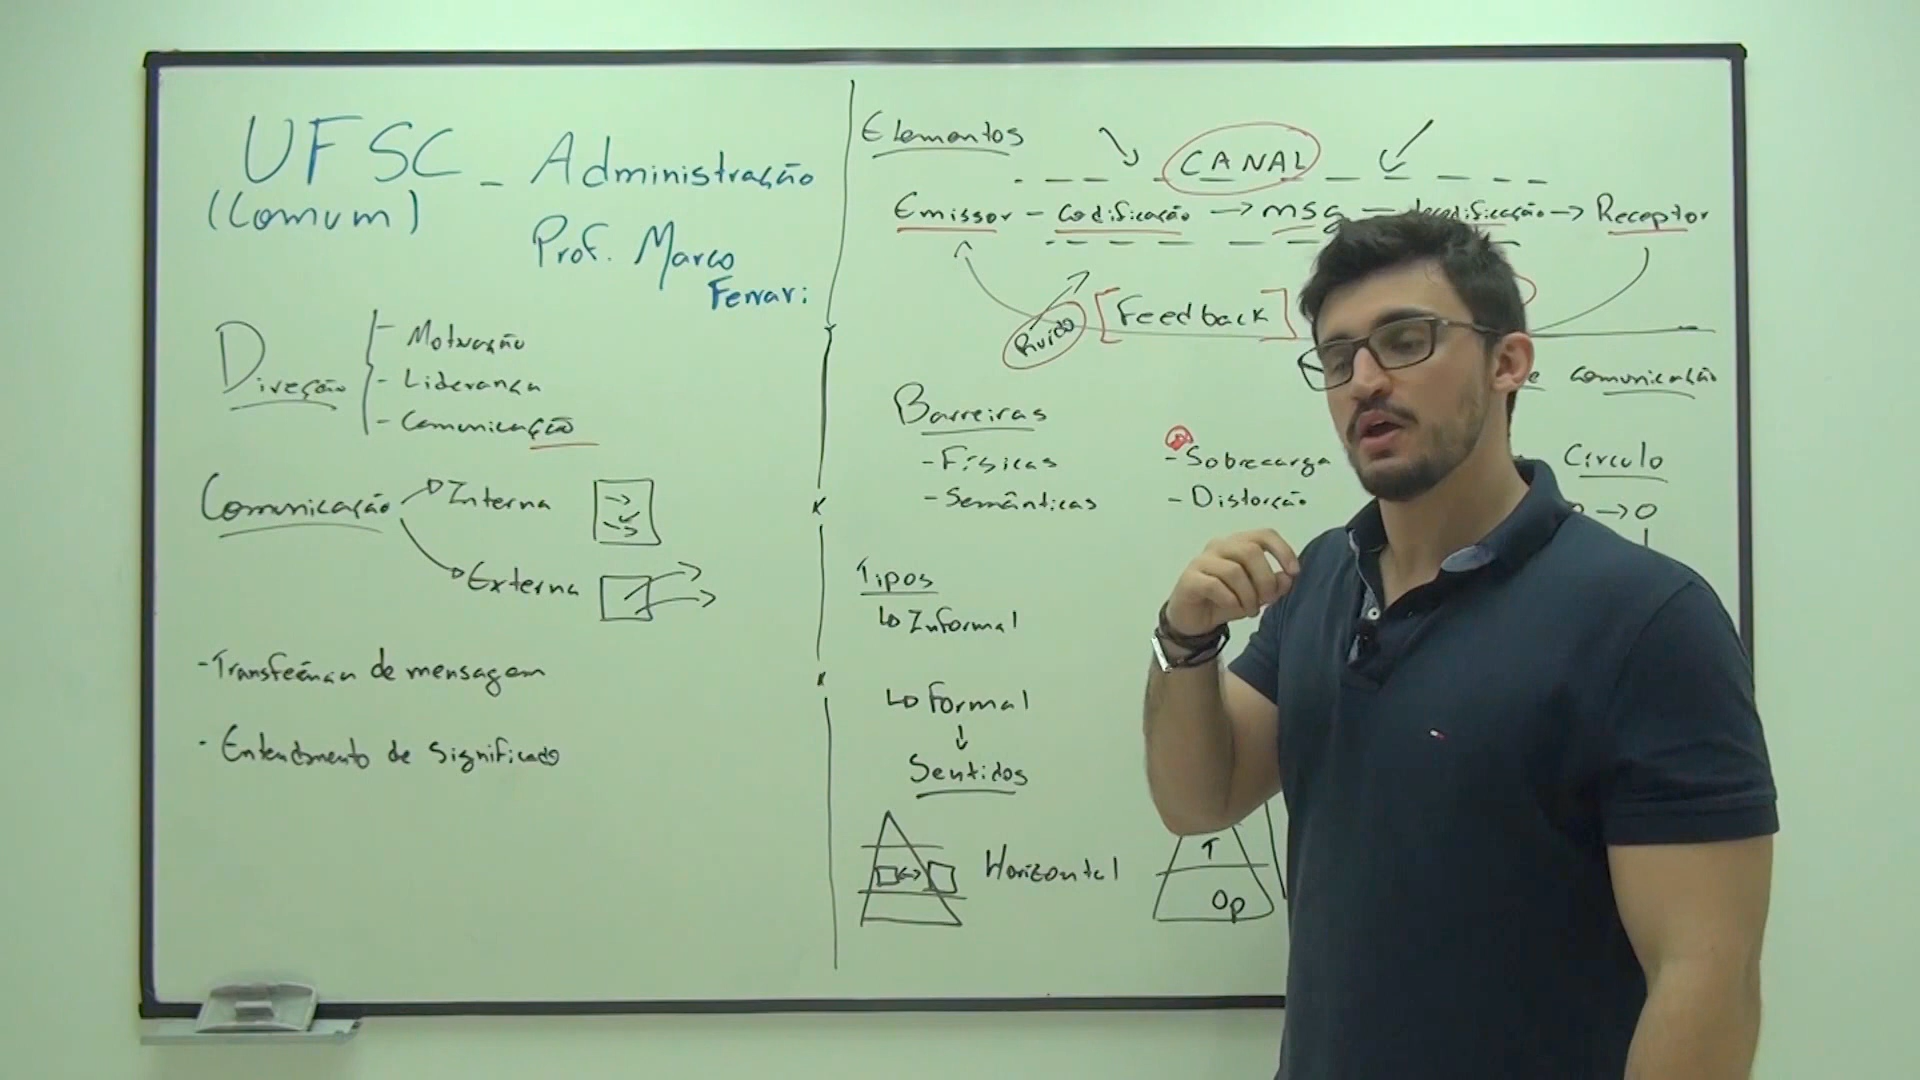 UFSC - Administração
(Comum)
Prof. Marco
Ferrari
Direção
- Motivação
- Liderança
- Comunicação
Comunicação
Interna
Externa
- Transfeência de mensagem
- Entendimento de significado
Elementos
CANAL
Emissor - Codificação → msg - decodificação → Receptor
Ruído
[Feedback]
Barreiras
- Físicas
- Semânticas
- Sobrecarga
- Distorção
comunicação
Círculo
O → O
Tipos
↳ Informal
↳ Formal
↓
Sentidos
Horizontal
T
Op